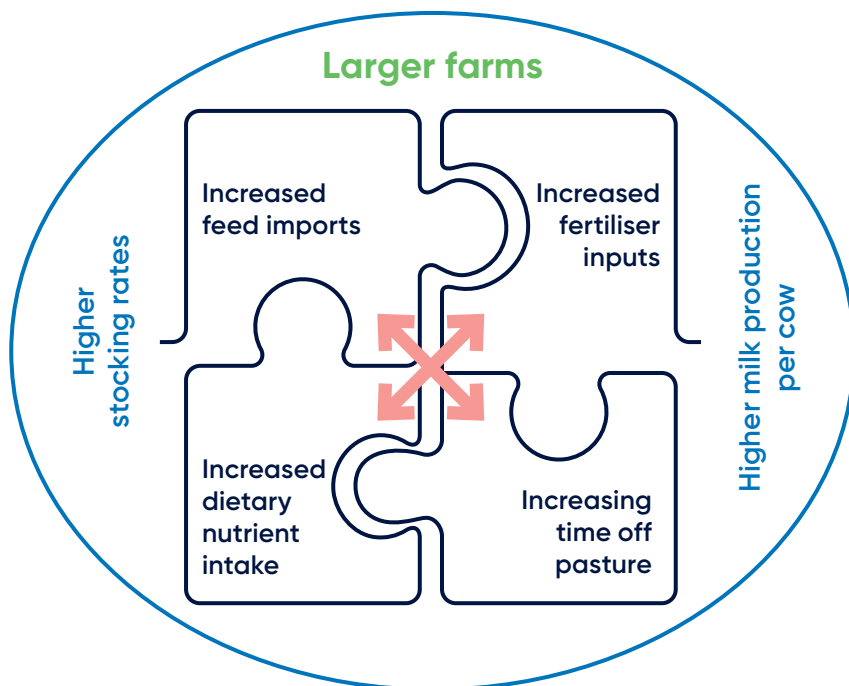 Larger farms
Increased
feed imports
Increased
fertiliser
inputs
Higher
stocking rates
Higher milk production
per cow
Increased
dietary
nutrient
intake
Increasing
time off
pasture